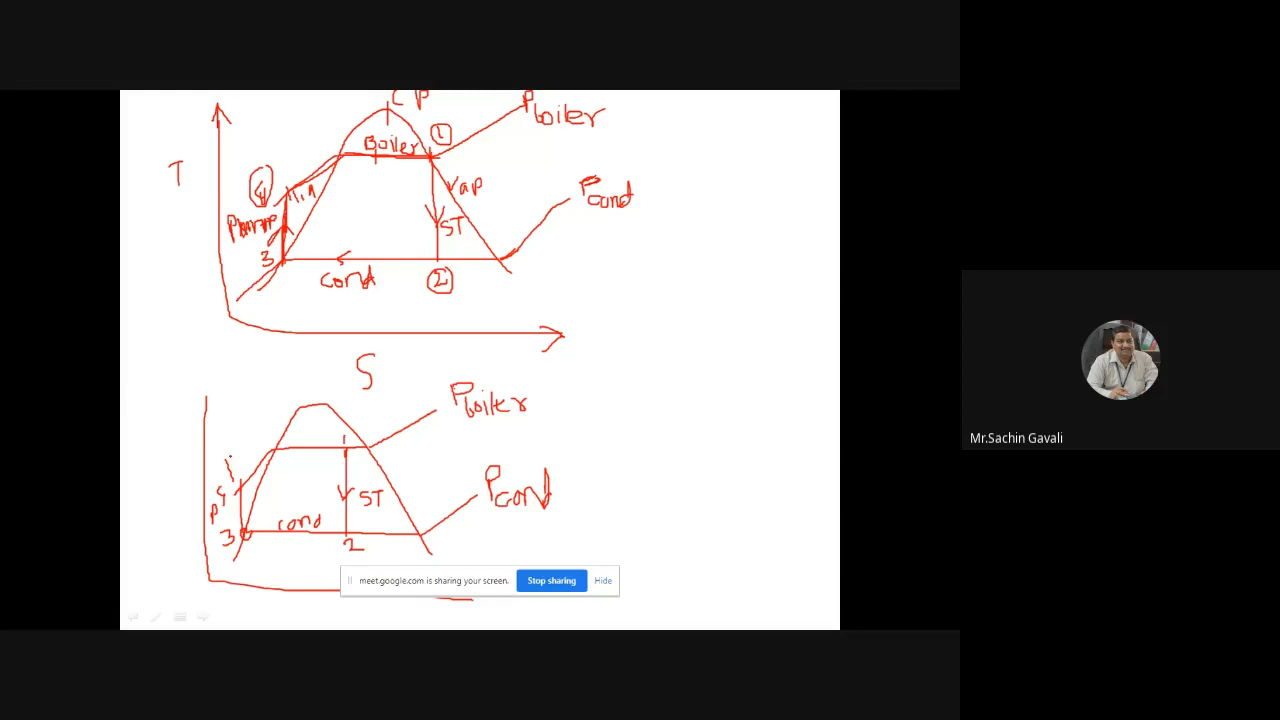 CP
Pboiler
Boiler
1
T
4
vap
Pcond
Pump
ST
3
cond
2
S
Pboiler
1
4
ST
Pcond
P
cond
3
2
meet.google.com is sharing your screen.
Stop sharing
Hide
Mr.Sachin Gavali